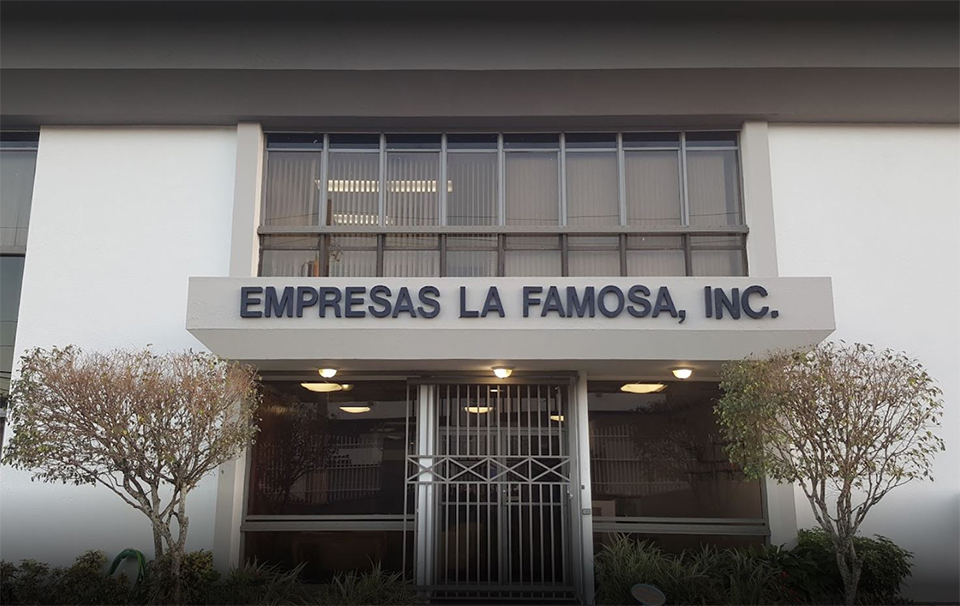 EMPRESAS LA FAMOSA, INC.